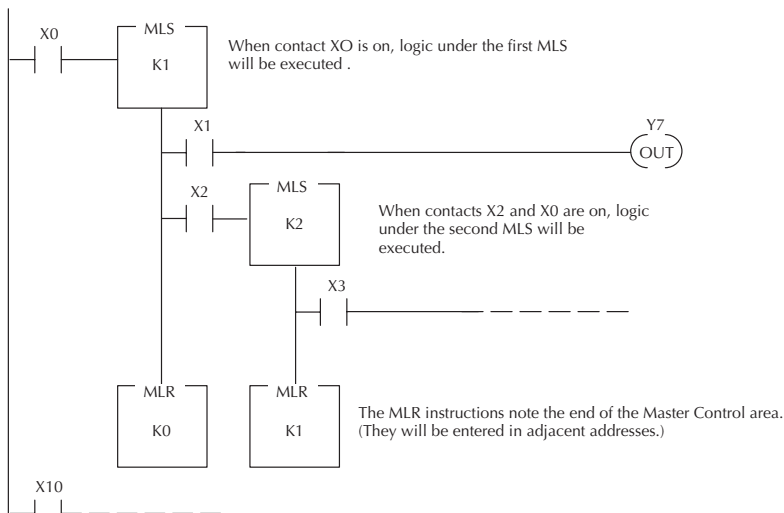 X0
MLS
K1
When contact XO is on, logic under the first MLS
will be executed .
X1
Y7
OUT
X2
MLS
K2
When contacts X2 and X0 are on, logic
under the second MLS will be
executed.
X3
MLR
K0
MLR
K1
The MLR instructions note the end of the Master Control area.
(They will be entered in adjacent addresses.)
X10